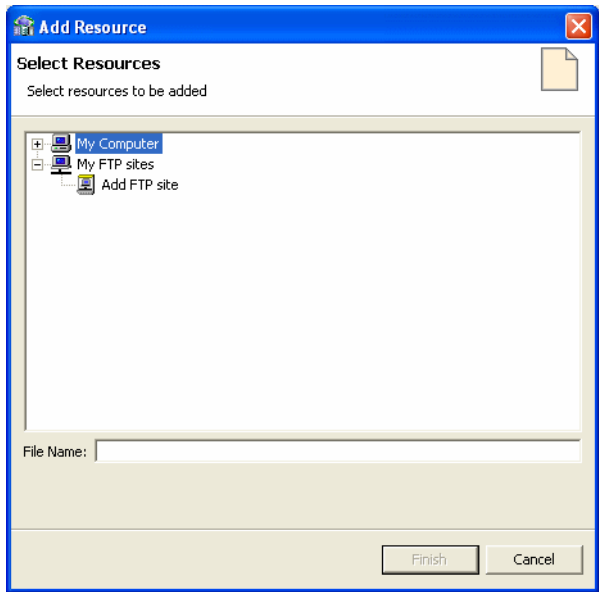 Add Resource
Select Resources
Select resources to be added
My Computer
My FTP sites
Add FTP site
File Name:
Finish Cancel